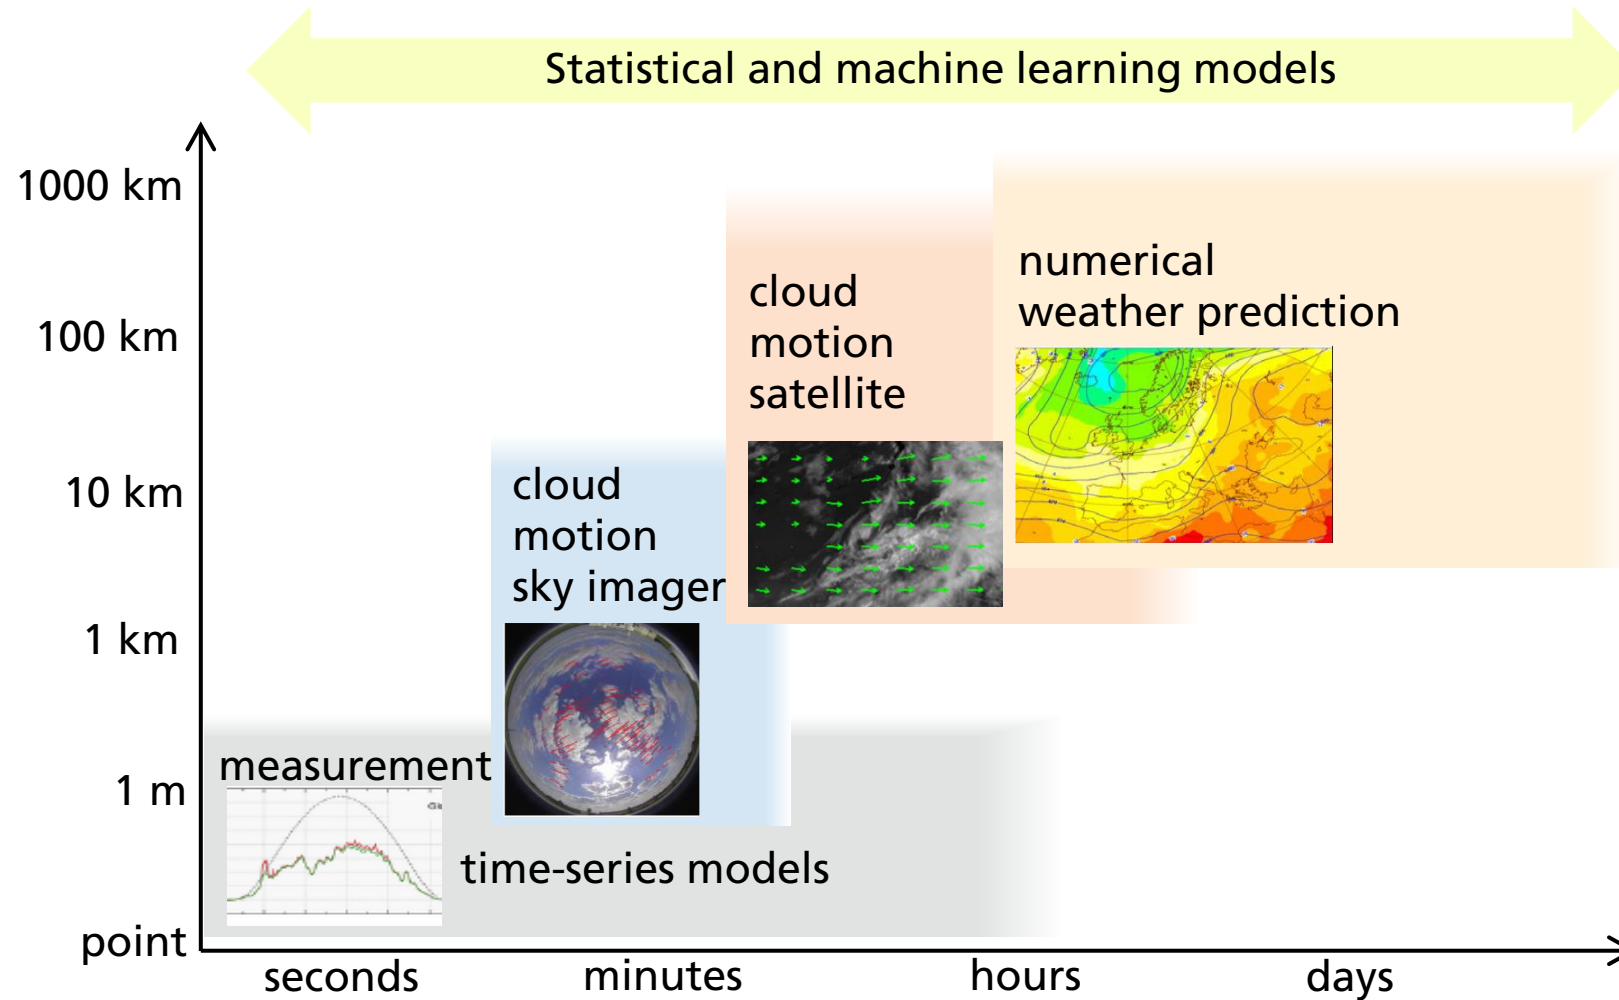 Statistical and machine learning models
1000 km
100 km
10 km
1 km
1 m
point
numerical
weather prediction
cloud
motion
satellite
cloud
motion
sky imager
measurement
time-series models
seconds
minutes
hours
days